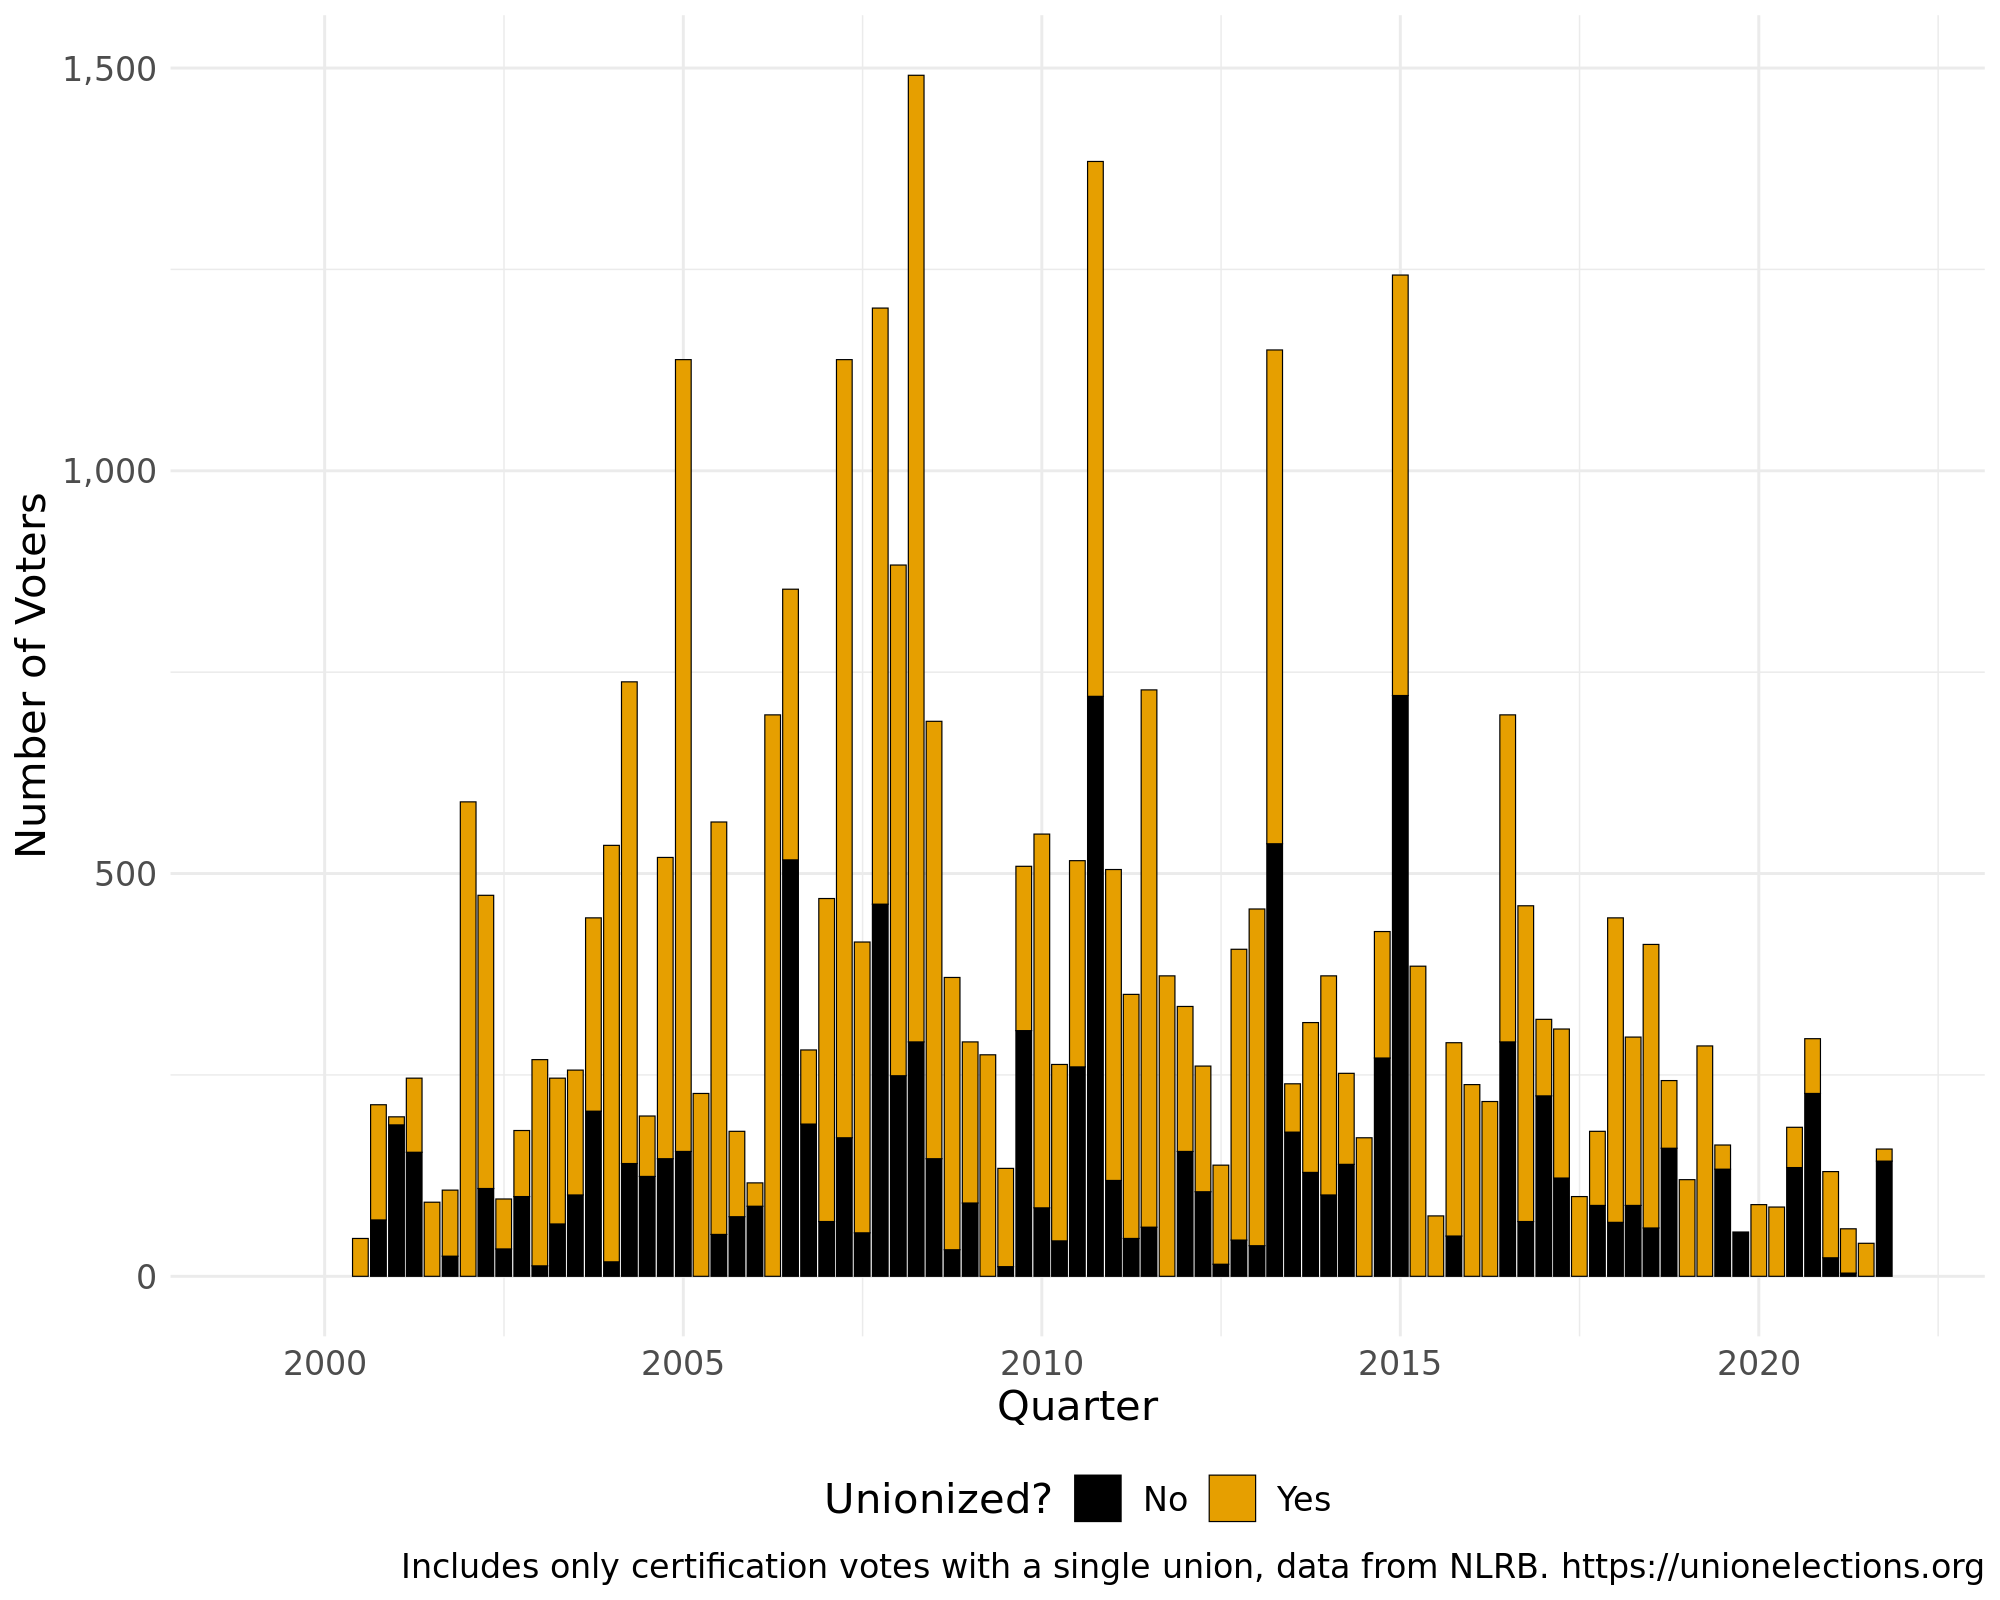 1,500
1,000
500
0
Number of Voters
2000 2005 2010 2015 2020
Quarter
Unionized? No Yes
Includes only certification votes with a single union, data from NLRB. https://unionelections.org